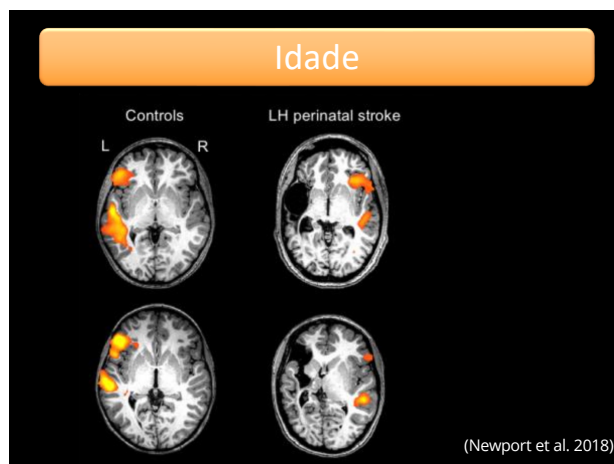 Idade
Controls
LH perinatal stroke
L
R
(Newport et al. 2018)